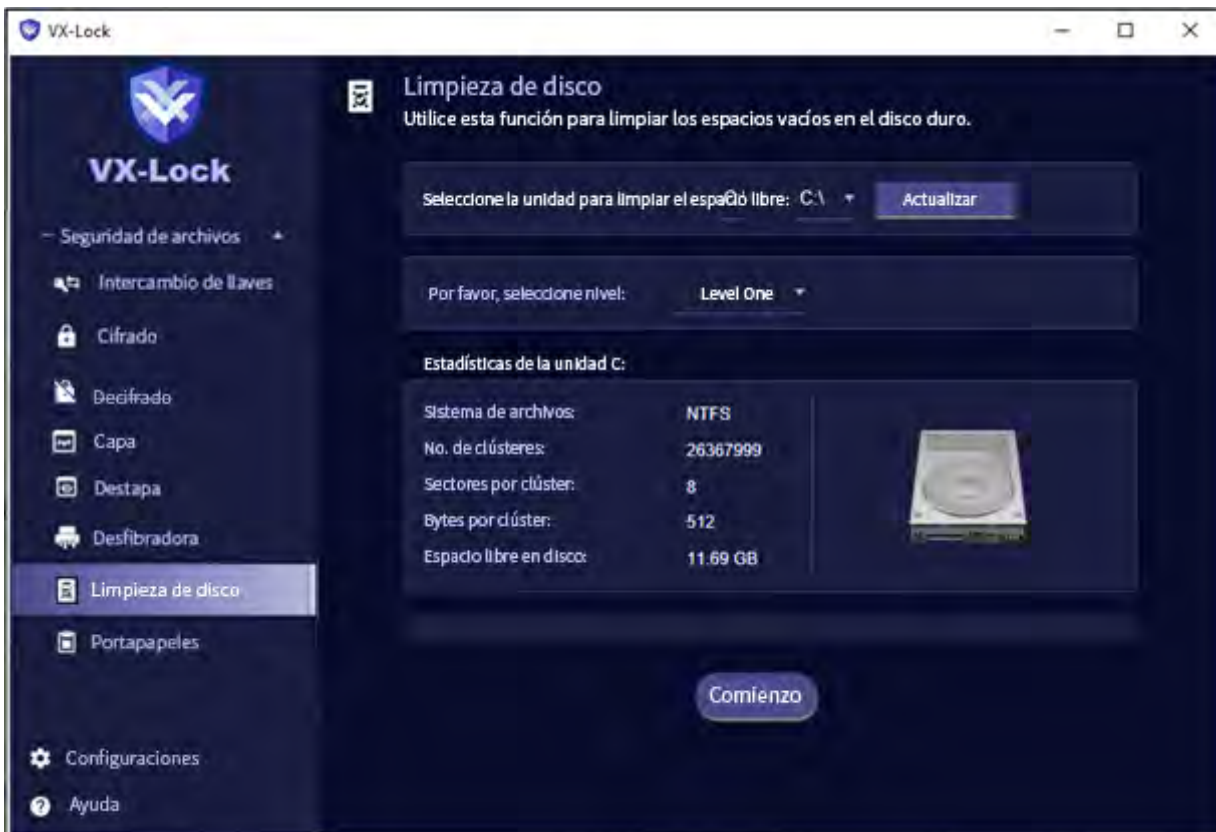 VX-Lock
VX-Lock
Seguridad de archivos
Intercambio de llaves
Cifrado
Decifrado
Capa
Destapa
Desfibradora
Limpieza de disco
Portapapeles
Configuraciones
Ayuda
Limpieza de disco
Utilice esta función para limpiar los espacios vacíos en el disco duro.
Seleccione la unidad para limpiar el espacio libre: C:\ Actualizar
Por favor, seleccione nivel: Level One
Estadísticas de la unidad C:
Sistema de archivos: NTFS
No. de clústeres: 26367999
Sectores por clúster: 8
Bytes por clúster: 512
Espacio libre en disco: 11.69 GB
Comienzo